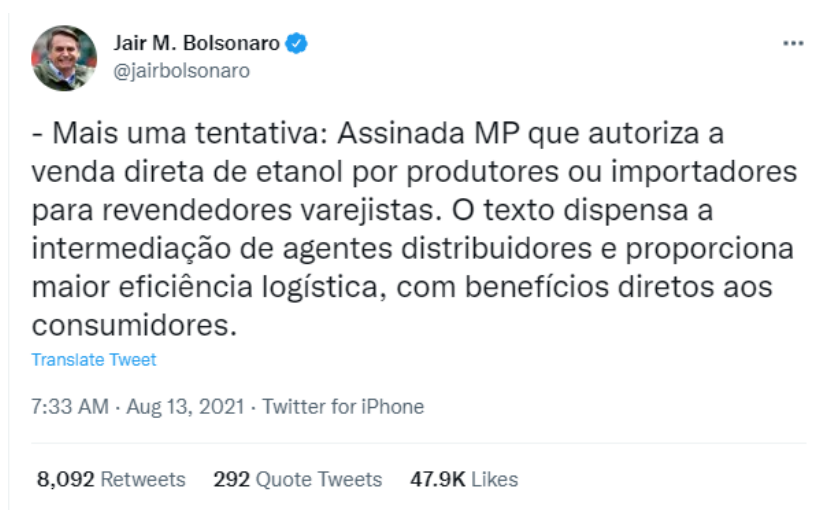 Jair M. Bolsonaro
@jairbolsonaro
- Mais uma tentativa: Assinada MP que autoriza a
venda direta de etanol por produtores ou importadores
para revendedores varejistas. O texto dispensa a
intermediação de agentes distribuidores e proporciona
maior eficiência logística, com benefícios diretos aos
consumidores.
Translate Tweet
7:33 AM · Aug 13, 2021 · Twitter for iPhone
8,092 Retweets 292 Quote Tweets 47.9K Likes